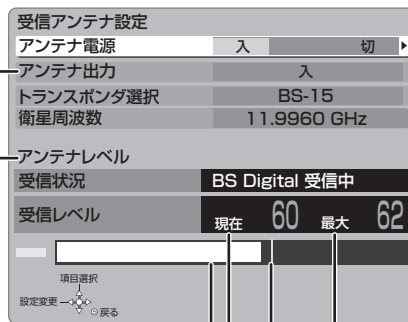 受信アンテナ設定
アンテナ電源 入 切
アンテナ出力 入
トランスポンダ選択 BS-15
衛星周波数 11.9960 GHz
アンテナレベル
受信状況 BS Digital 受信中
受信レベル 現在 60 最大 62
項目選択
設定変更
戻る